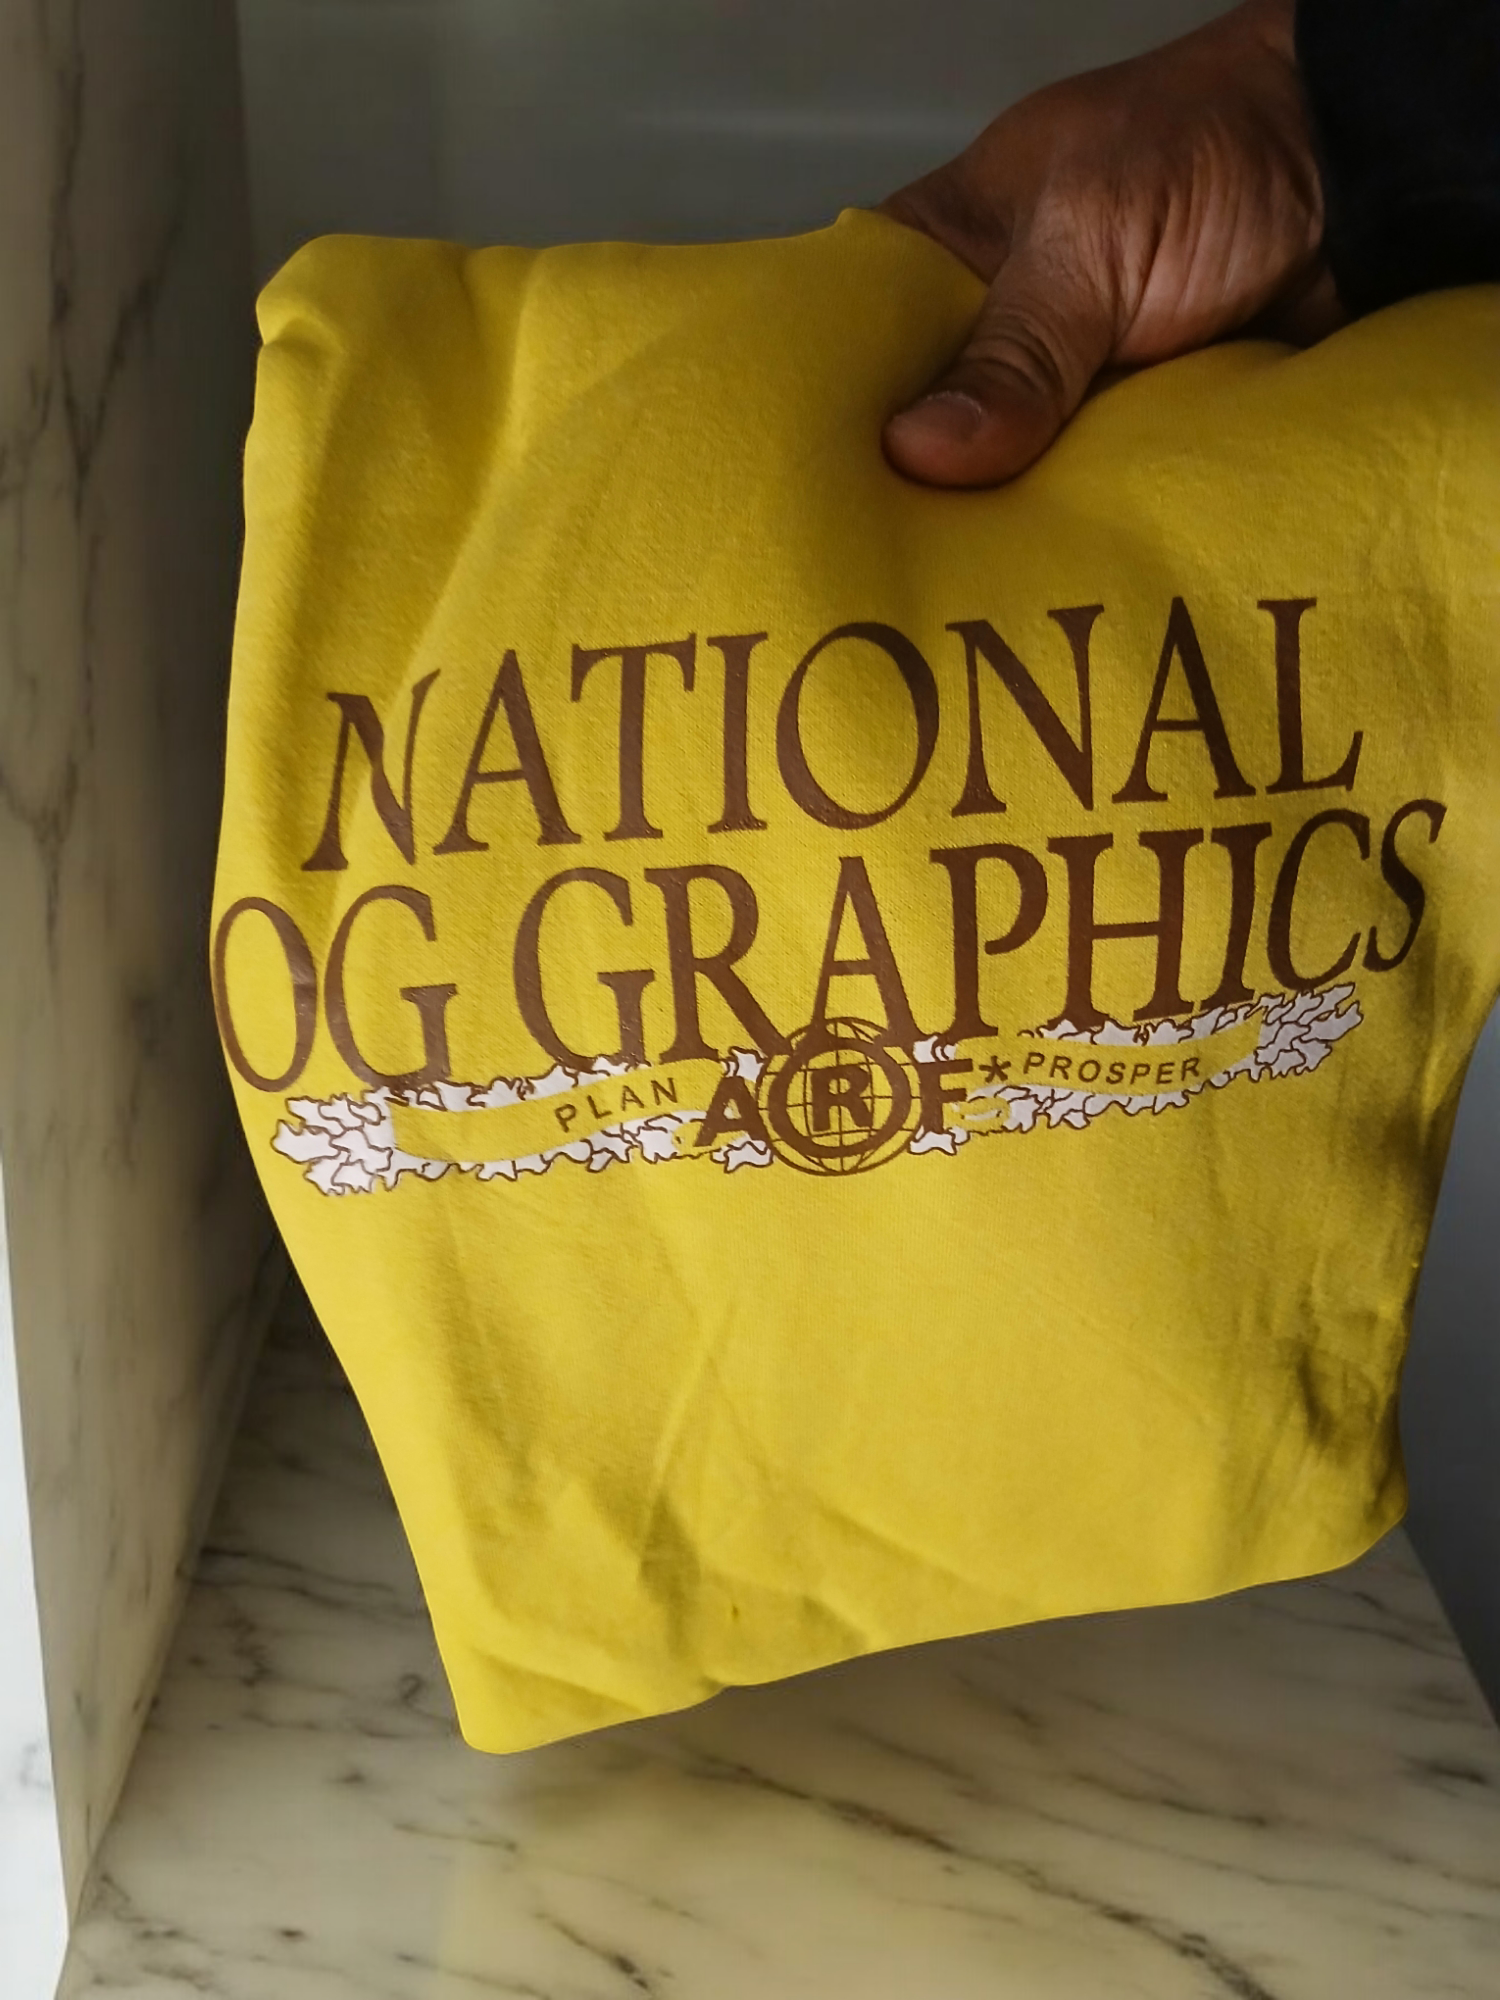 NATIONAL
OG GRAPHICS
PLAN ARF* PROSPER